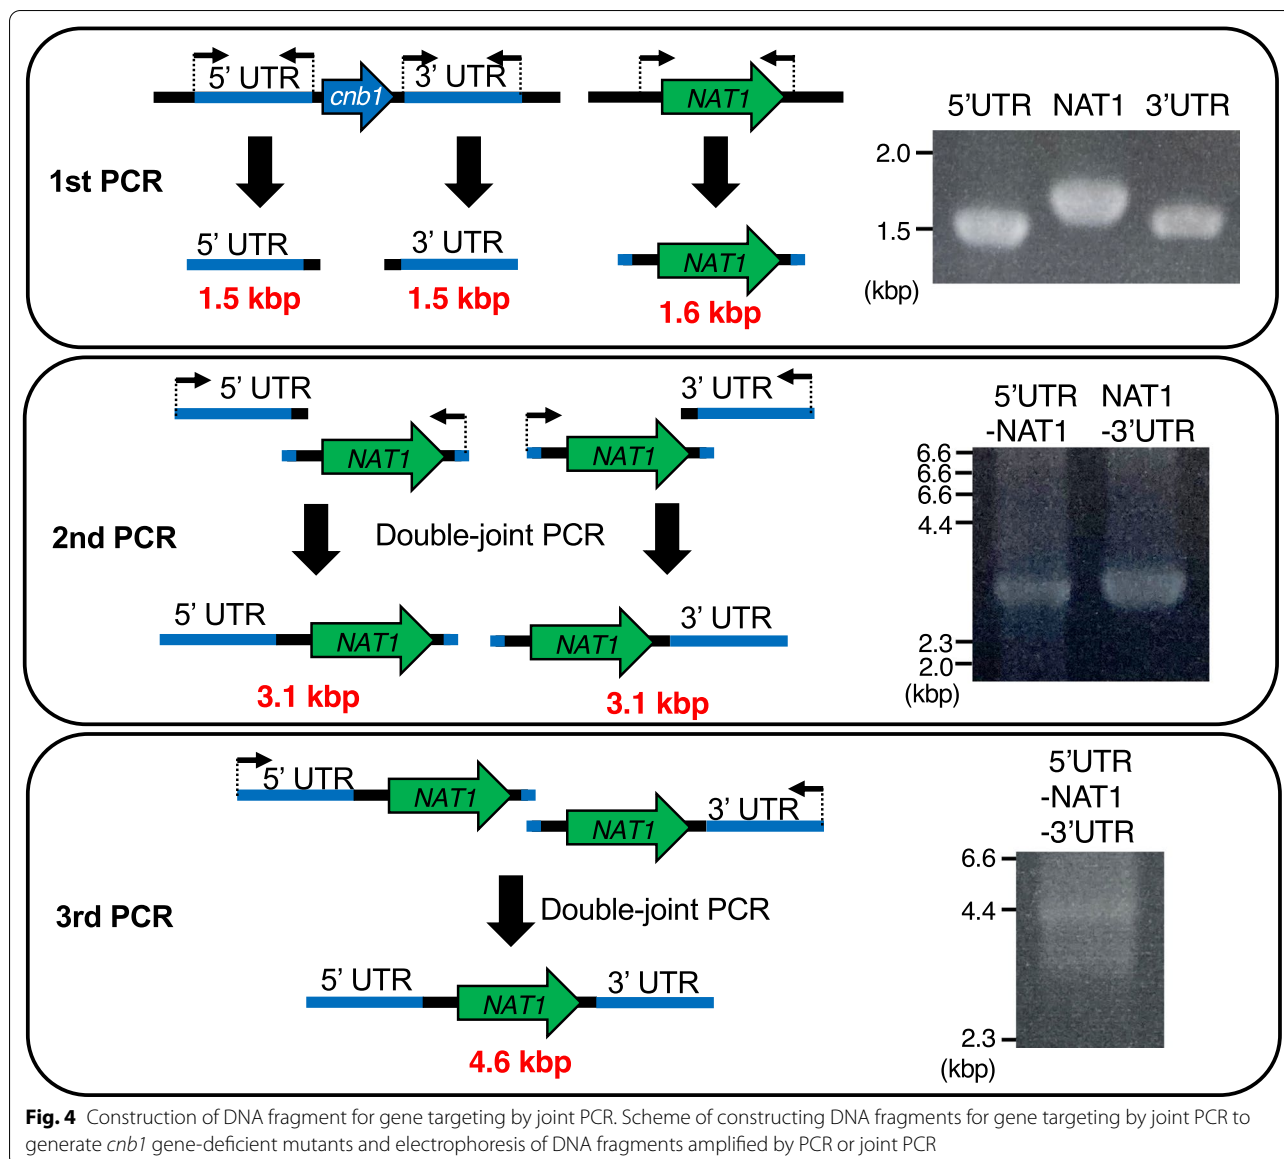 5’ UTR
cnb1
3’ UTR
NAT1
1st PCR
5’ UTR
1.5 kbp
3’ UTR
1.5 kbp
NAT1
1.6 kbp
5’UTR NAT1 3’UTR
2.0
1.5
(kbp)
5’ UTR
NAT1
3’ UTR
NAT1
2nd PCR
Double-joint PCR
5’ UTR
NAT1
3.1 kbp
NAT1
3’ UTR
3.1 kbp
5’UTR NAT1
-NAT1 -3’UTR
6.6
6.6
6.6
4.4
2.3
2.0
(kbp)
5’ UTR
NAT1
NAT1
3’ UTR
3rd PCR
Double-joint PCR
5’ UTR
NAT1
3’ UTR
4.6 kbp
5’UTR
-NAT1
-3’UTR
6.6
4.4
2.3
(kbp)
Fig. 4 Construction of DNA fragment for gene targeting by joint PCR. Scheme of constructing DNA fragments for gene targeting by joint PCR to
generate cnb1 gene-deficient mutants and electrophoresis of DNA fragments amplified by PCR or joint PCR